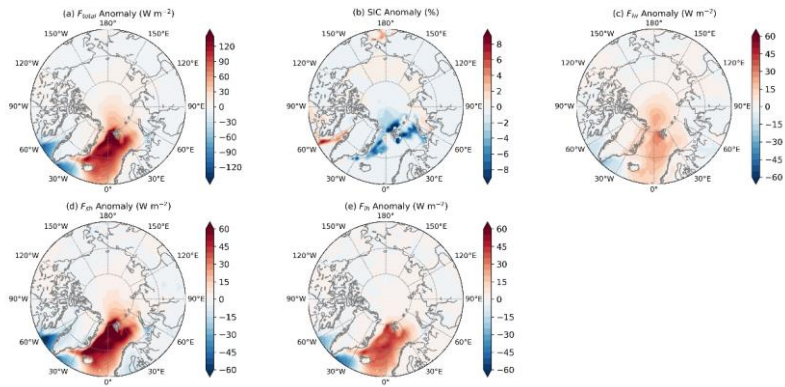 (a) F_total Anomaly (W m⁻²)
180°
150°W
150°E
120°W
120°E
90°W
90°E
60°W
60°E
30°W
30°E
0°
120
90
60
30
0
−30
−60
−90
−120
(b) SIC Anomaly (%)
180°
150°W
150°E
120°W
120°E
90°W
90°E
60°W
60°E
30°W
30°E
0°
8
6
4
2
0
−2
−4
−6
−8
(c) F_lw Anomaly (W m⁻²)
180°
150°W
150°E
120°W
120°E
90°W
90°E
60°W
60°E
30°W
30°E
0°
60
45
30
15
0
−15
−30
−45
−60
(d) F_sh Anomaly (W m⁻²)
180°
150°W
150°E
120°W
120°E
90°W
90°E
60°W
60°E
30°W
30°E
0°
60
45
30
15
0
−15
−30
−45
−60
(e) F_lh Anomaly (W m⁻²)
180°
150°W
150°E
120°W
120°E
90°W
90°E
60°W
60°E
30°W
30°E
0°
60
45
30
15
0
−15
−30
−45
−60